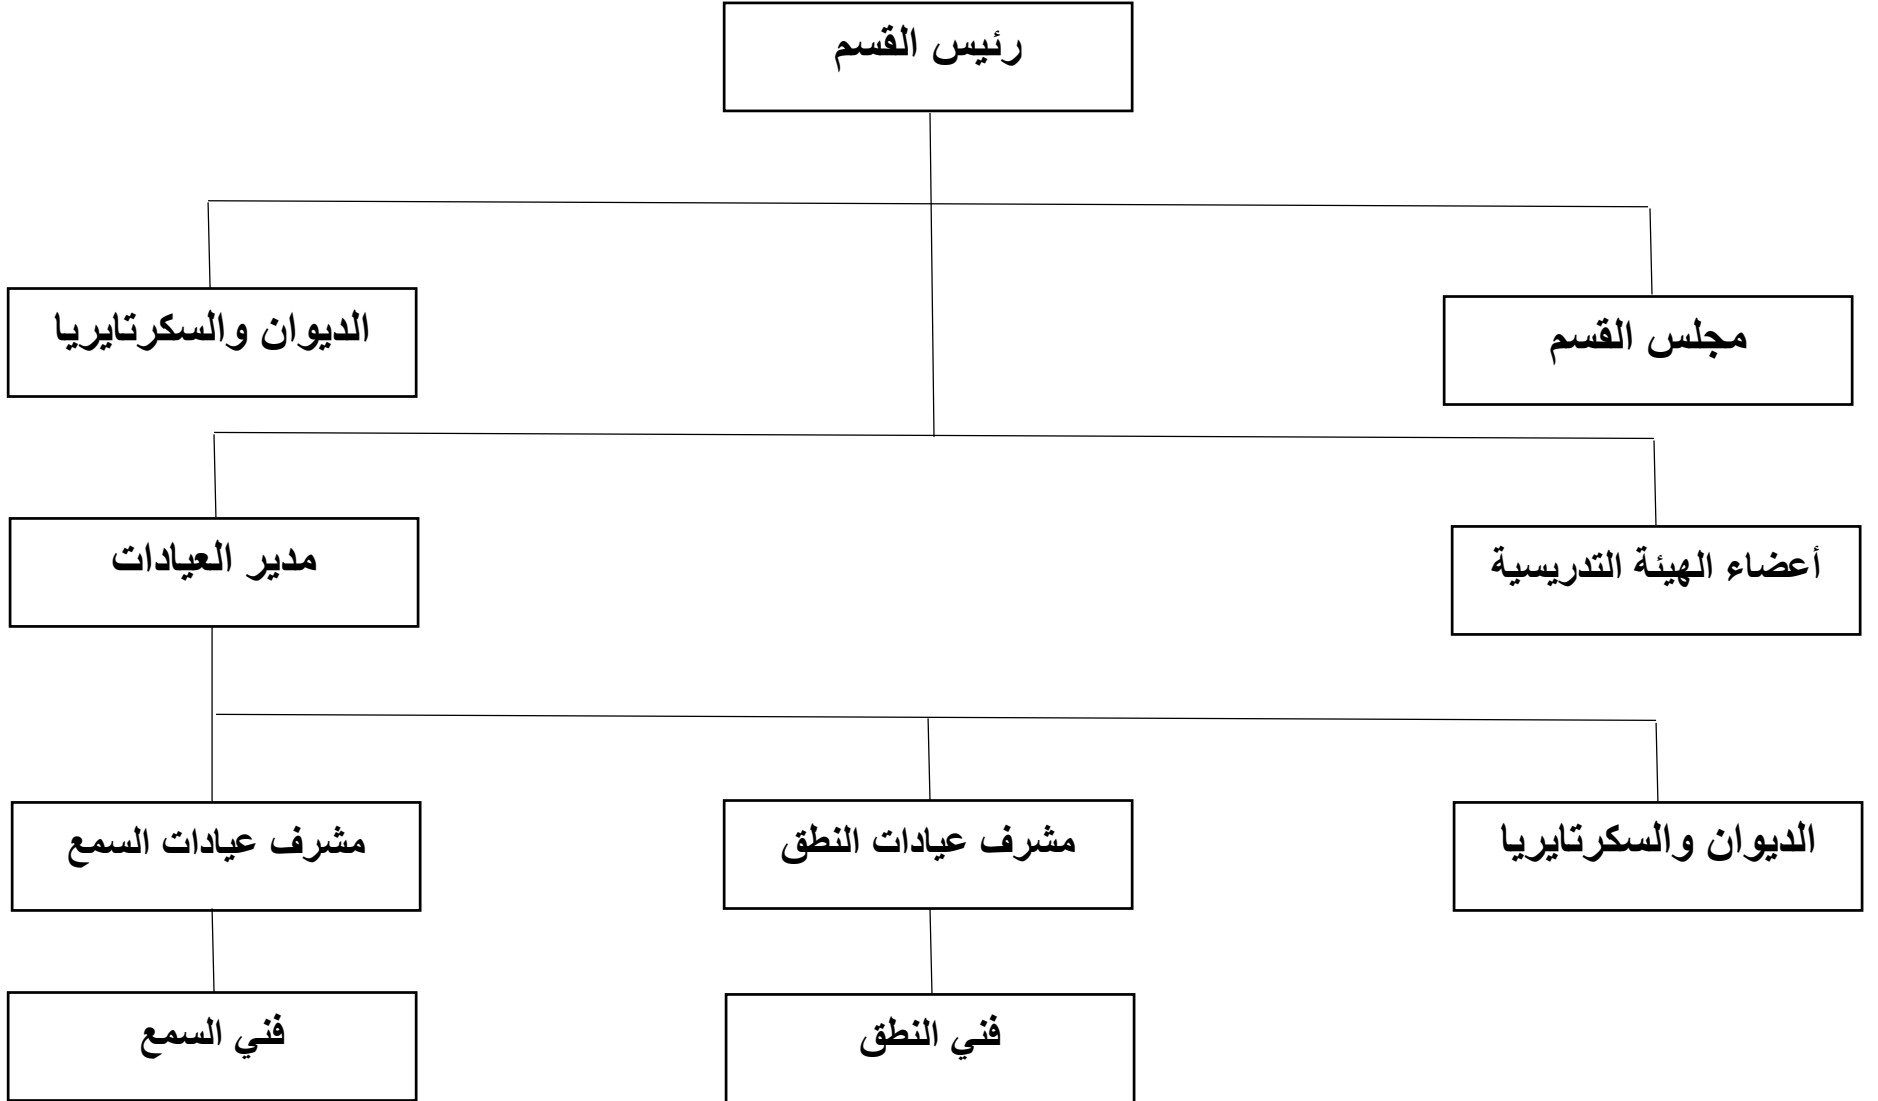 رئيس القسم
مجلس القسم
الديوان والسكرتايريا
أعضاء الهيئة التدريسية
مدير العيادات
الديوان والسكرتايريا
مشرف عيادات النطق
مشرف عيادات السمع
فني النطق
فني السمع